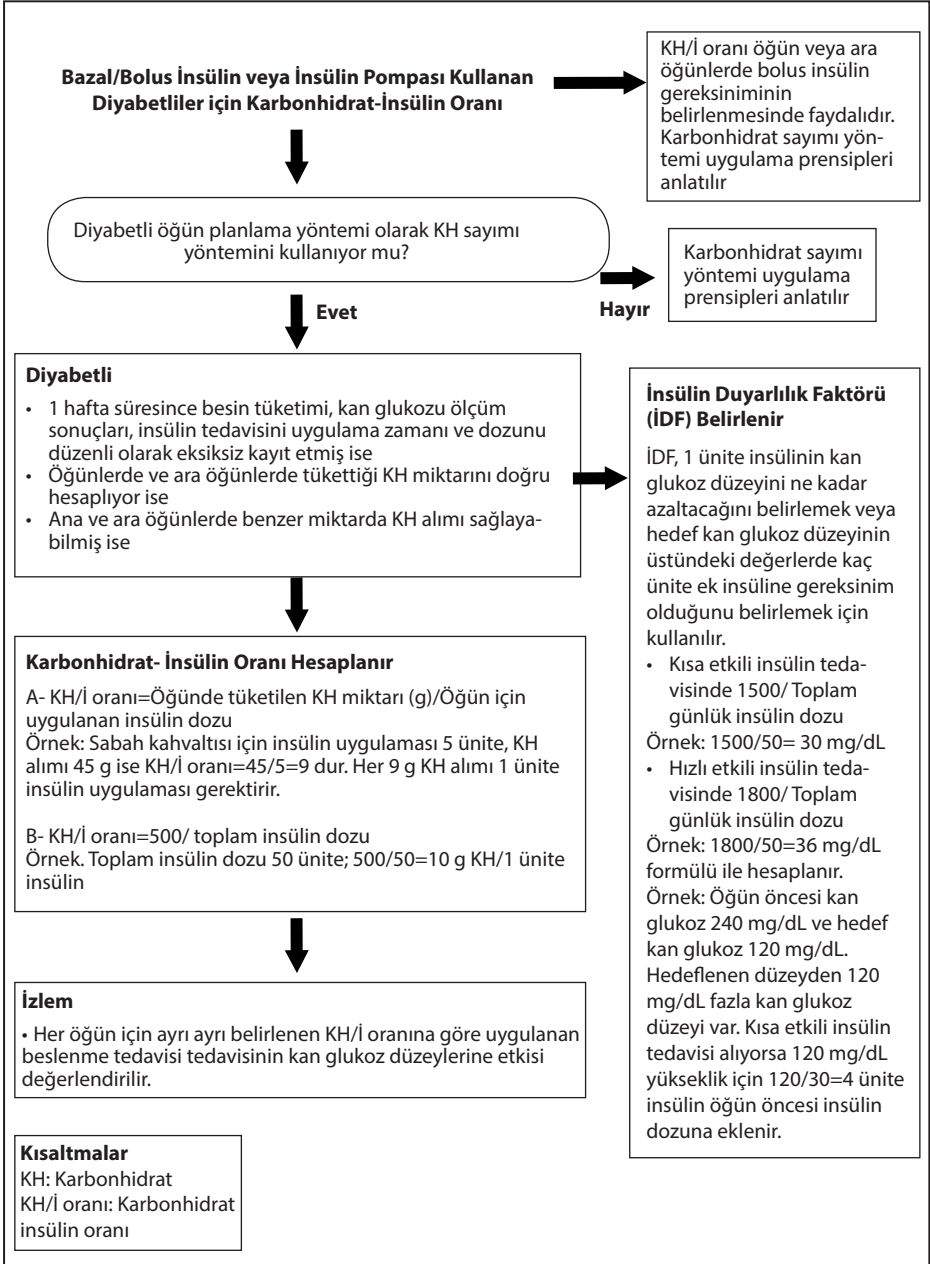 Bazal/Bolus İnsülin veya İnsülin Pompası Kullanan
Diyabetliler için Karbonhidrat-İnsülin Oranı
KH/İ oranı öğün veya ara
öğünlerde bolus insülin
gereksiniminin
belirlenmesinde faydalıdır.
Karbonhidrat sayımı yön-
temi uygulama prensipleri
anlatılır
Diyabetli öğün planlama yöntemi olarak KH sayımı
yöntemini kullanıyor mu?
Karbonhidrat sayımı
yöntemi uygulama
prensipleri anlatılır
Hayır
Evet
Diyabetli
• 1 hafta süresince besin tüketimi, kan glukozu ölçüm
sonuçları, insülin tedavisini uygulama zamanı ve dozunu
düzenli olarak eksiksiz kayıt etmiş ise
• Öğünlerde ve ara öğünlerde tükettiği KH miktarını doğru
hesaplıyor ise
• Ana ve ara öğünlerde benzer miktarda KH alımı sağlaya-
bilmiş ise
İnsülin Duyarlılık Faktörü
(İDF) Belirlenir
İDF, 1 ünite insülinin kan
glukoz düzeyini ne kadar
azaltacağını belirlemek veya
hedef kan glukoz düzeyinin
üstündeki değerlerde kaç
ünite ek insüline gereksinim
olduğunu belirlemek için
kullanılır.
• Kısa etkili insülin teda-
visinde 1500/ Toplam
günlük insülin dozu
Örnek: 1500/50= 30 mg/dL
• Hızlı etkili insülin teda-
visinde 1800/ Toplam
günlük insülin dozu
Örnek: 1800/50=36 mg/dL
formülü ile hesaplanır.
Örnek: Öğün öncesi kan
glukoz 240 mg/dL ve hedef
kan glukoz 120 mg/dL.
Hedeflenen düzeyden 120
mg/dL fazla kan glukoz
düzeyi var. Kısa etkili insülin
tedavisi alıyorsa 120 mg/dL
yükseklik için 120/30=4 ünite
insülin öğün öncesi insülin
dozuna eklenir.
Karbonhidrat- İnsülin Oranı Hesaplanır
A- KH/İ oranı=Öğünde tüketilen KH miktarı (g)/Öğün için
uygulanan insülin dozu
Örnek: Sabah kahvaltısı için insülin uygulaması 5 ünite, KH
alımı 45 g ise KH/İ oranı=45/5=9 dur. Her 9 g KH alımı 1 ünite
insülin uygulaması gerektirir.
B- KH/İ oranı=500/ toplam insülin dozu
Örnek. Toplam insülin dozu 50 ünite; 500/50=10 g KH/1 ünite
insülin
İzlem
• Her öğün için ayrı ayrı belirlenen KH/İ oranına göre uygulanan
beslenme tedavisi tedavisinin kan glukoz düzeylerine etkisi
değerlendirilir.
Kısaltmalar
KH: Karbonhidrat
KH/İ oranı: Karbonhidrat
insülin oranı